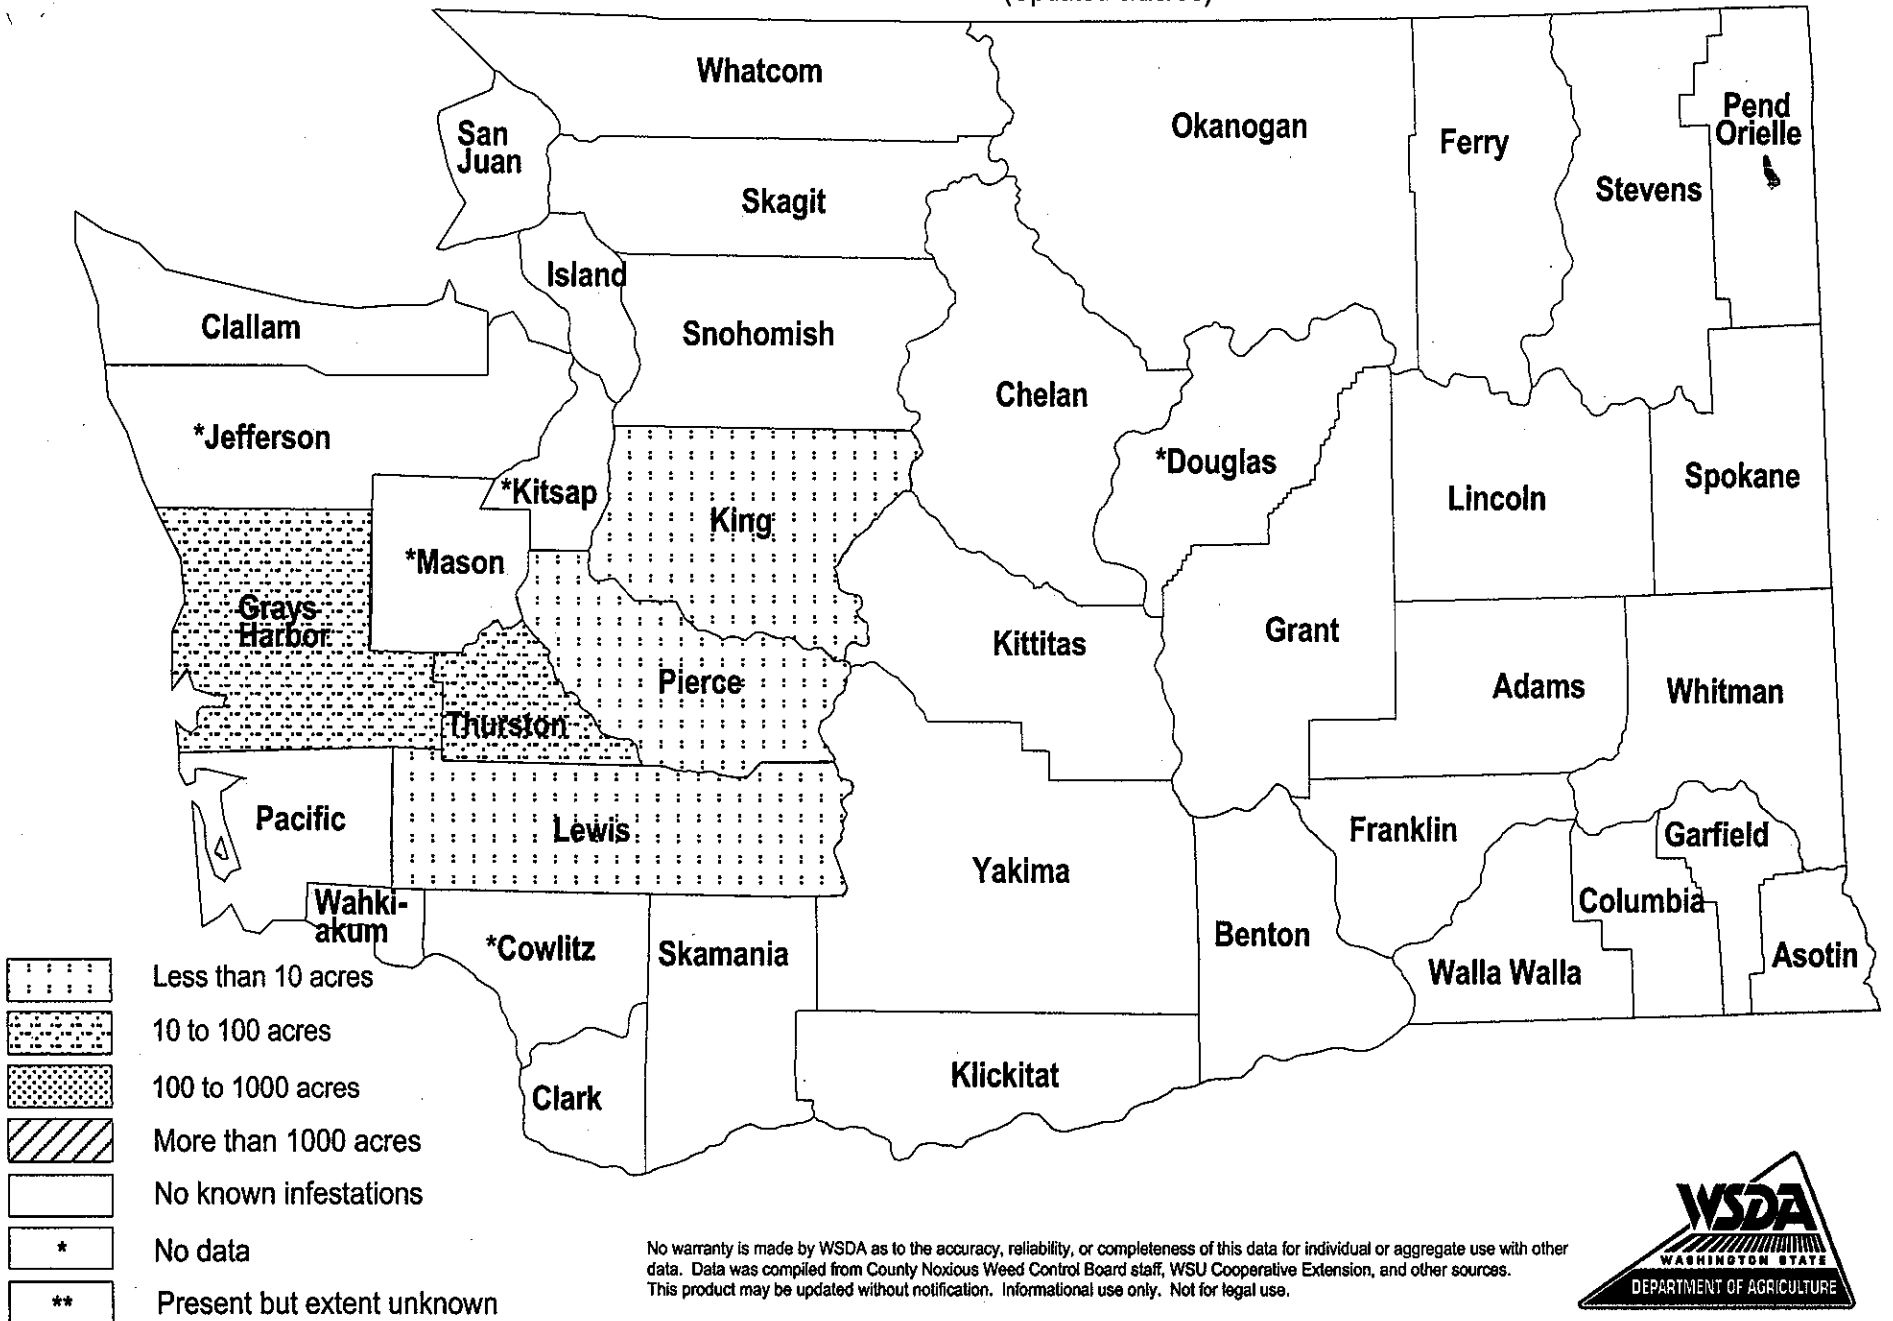 Whatcom
San
Juan
Skagit
Okanogan
Ferry
Stevens
Pend
Orielle
Island
Clallam
Snohomish
Chelan
*Jefferson
*Kitsap
King
*Douglas
Lincoln
Spokane
*Mason
Grays
Harbor
Kittitas
Grant
Pierce
Thurston
Adams
Whitman
Pacific
Lewis
Yakima
Franklin
Garfield
Wahki-
akum
*Cowlitz
Skamania
Benton
Columbia
Walla Walla
Asotin
Clark
Klickitat
Less than 10 acres
10 to 100 acres
100 to 1000 acres
More than 1000 acres
No known infestations
* No data
** Present but extent unknown
No warranty is made by WSDA as to the accuracy, reliability, or completeness of this data for individual or aggregate use with other
data. Data was compiled from County Noxious Weed Control Board staff, WSU Cooperative Extension, and other sources.
This product may be updated without notification. Informational use only. Not for legal use.
WSDA
WASHINGTON STATE
DEPARTMENT OF AGRICULTURE